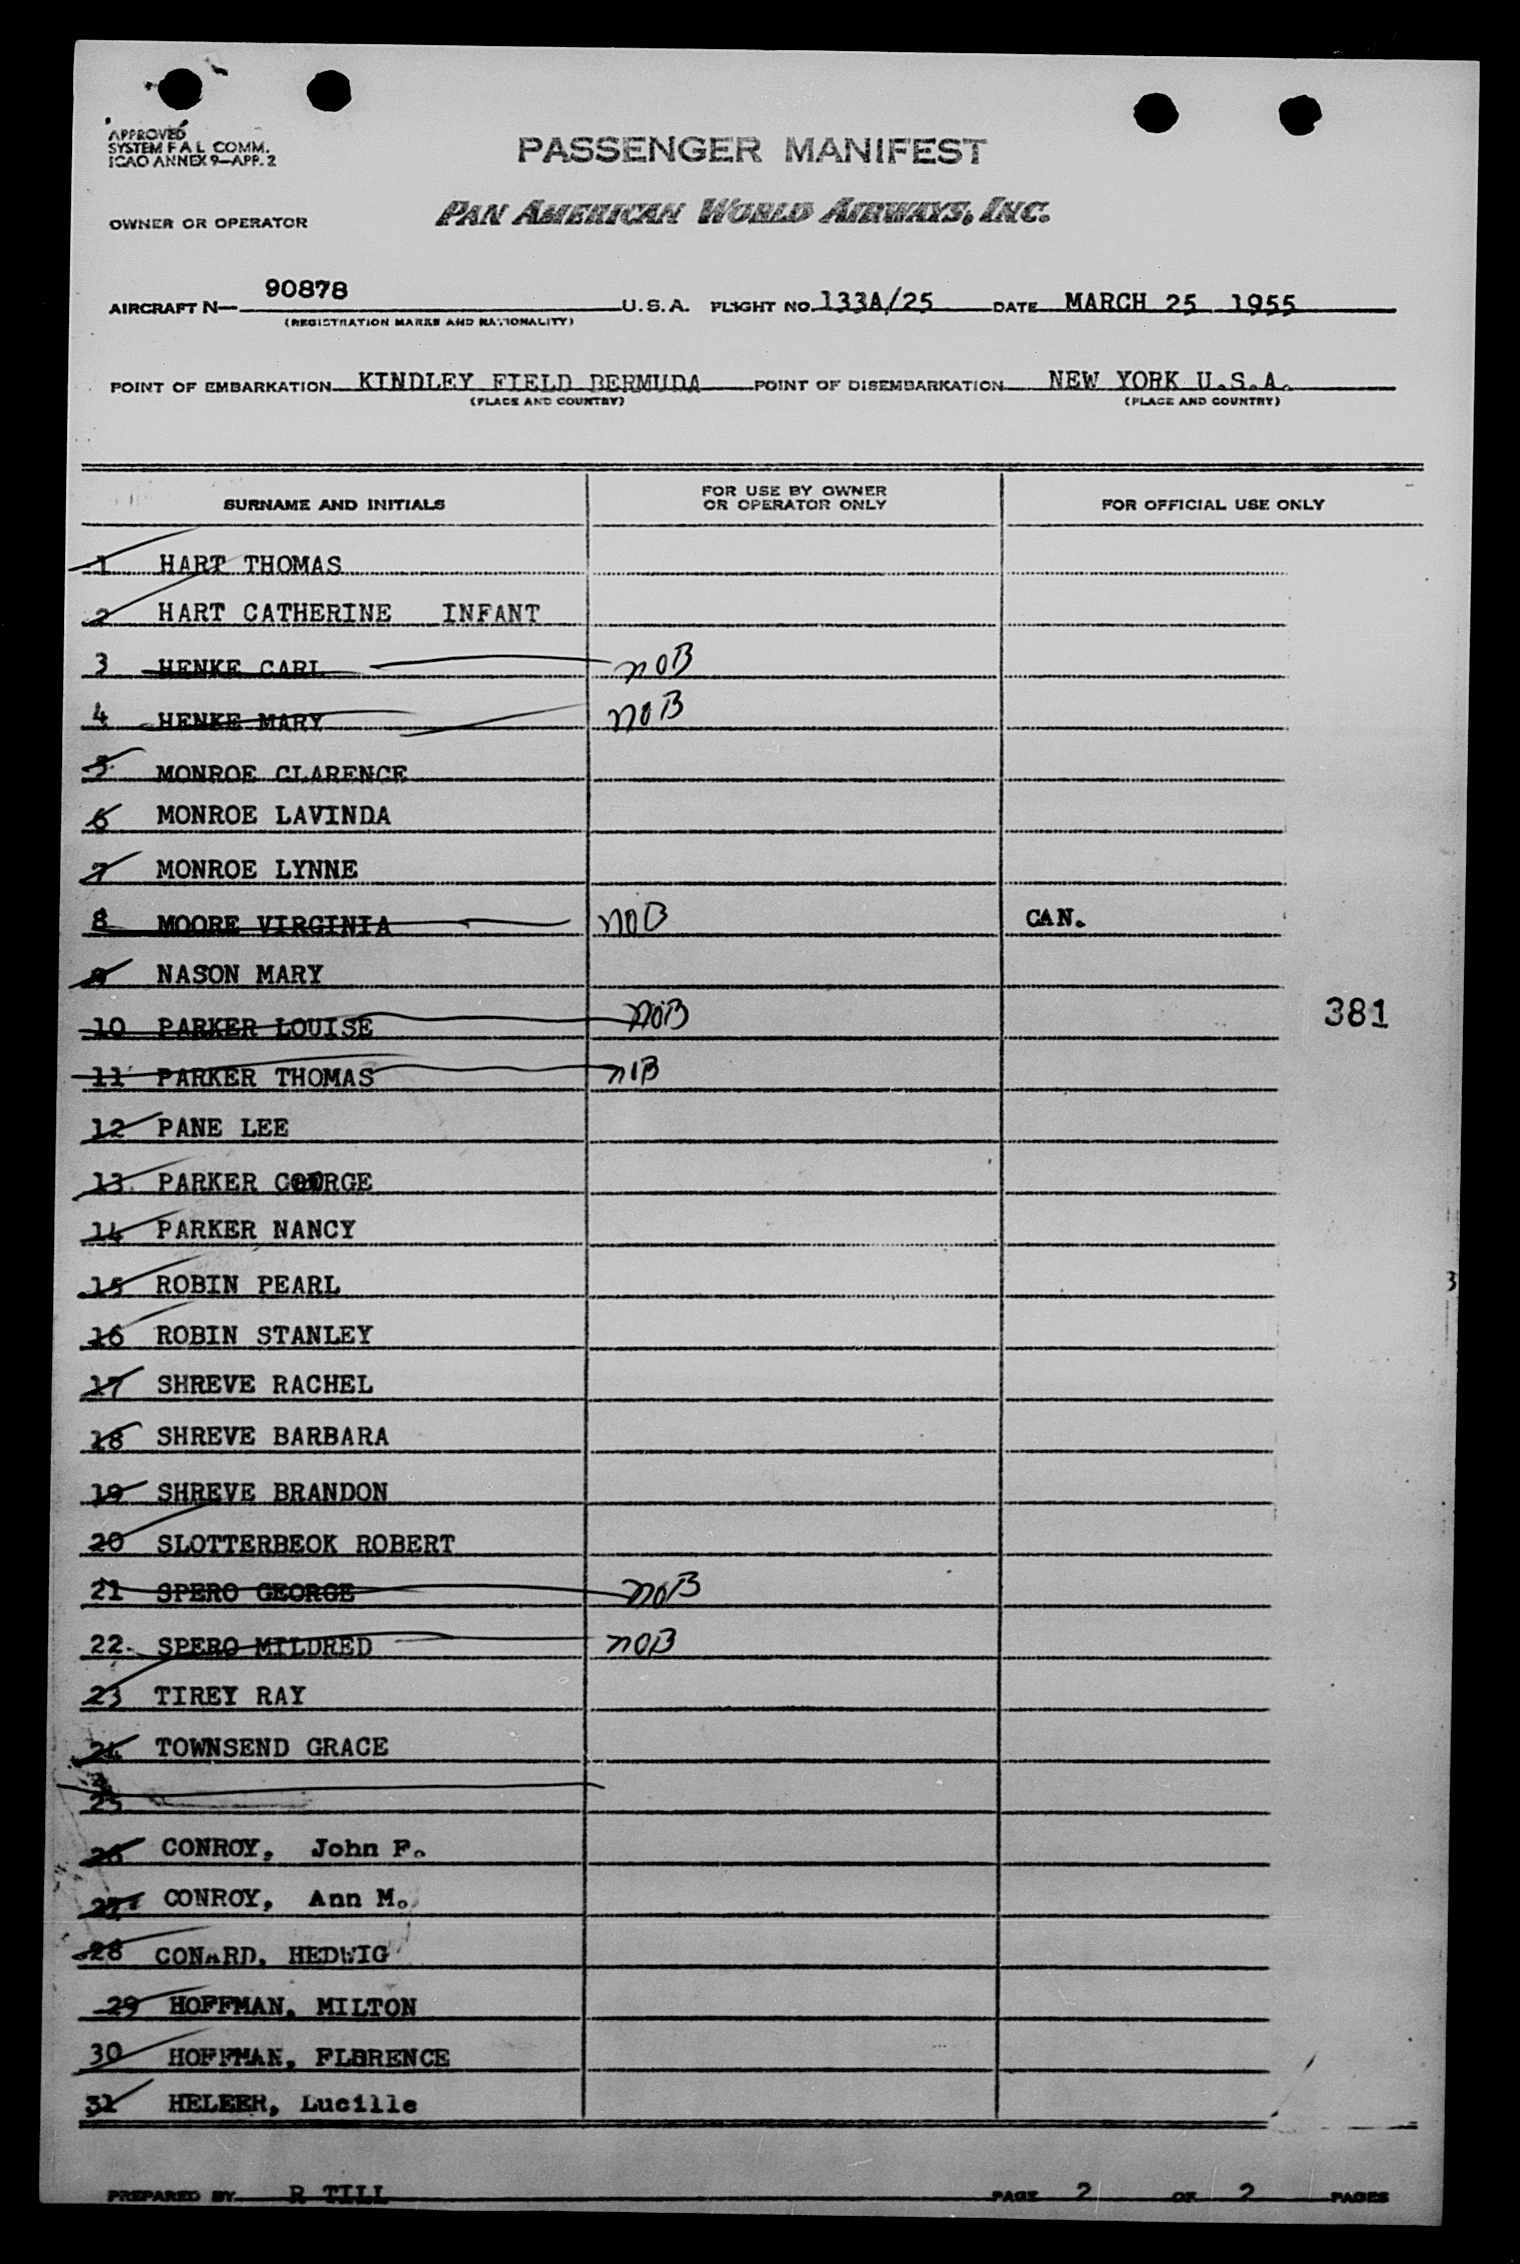 APPROVED
SYSTEM F A L COMM.
ICAO ANNEX 9—APP. 2
PASSENGER MANIFEST
OWNER OR OPERATOR PAN AMERICAN WORLD AIRWAYS, INC.
AIRCRAFT N— 90878 U.S.A. FLIGHT NO. 133A/25 DATE MARCH 25 1955
(REGISTRATION MARKS AND NATIONALITY)
POINT OF EMBARKATION KINDLEY FIELD BERMUDA POINT OF DISEMBARKATION NEW YORK U.S.A.
(PLACE AND COUNTRY) (PLACE AND COUNTRY)
SURNAME AND INITIALS FOR USE BY OWNER OR OPERATOR ONLY FOR OFFICIAL USE ONLY
1 HART THOMAS
2 HART CATHERINE INFANT
3 HENKE CARL noB
4 HENKE MARY noB
5 MONROE CLARENCE
6 MONROE LAVINDA
7 MONROE LYNNE
8 MOORE VIRGINIA noB CAN.
9 NASON MARY
381
10 PARKER LOUISE noB
11 PARKER THOMAS
12 PANE LEE
13 PARKER
14 PARKER NANCY
15 ROBIN PEARL
16 ROBIN STANLEY
17 SHREVE RACHEL
18 SHREVE BARBARA
19 SHREVE BRANDON
20 SLOTTERBEOK ROBERT
21 SPERO GEORGE noB
22 SPERO MILDRED noB
23 TIREY RAY
24 TOWNSEND GRACE
25
26 CONROY, John F.
27 CONROY, Ann M.
28 CONARD, HEDWIG
29 HOFFMAN, MILTON
30 HOFFMAN, FLORENCE
31 Lucille
PREPARED BY R TILL PAGE 2 OF 2 PAGES